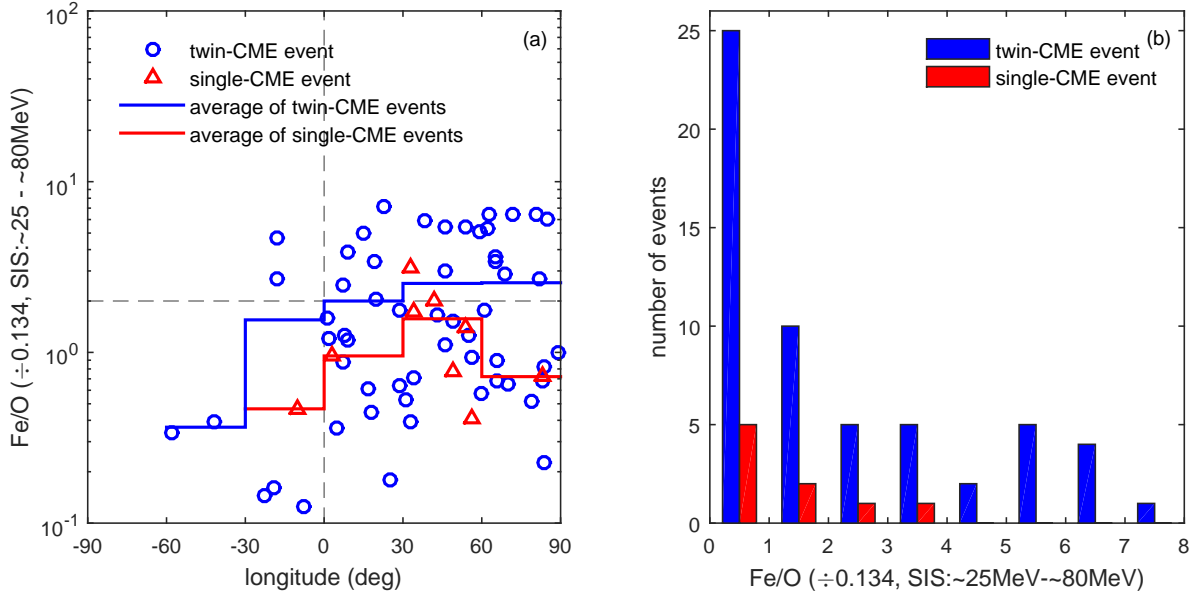 (a)
twin-CME event
single-CME event
average of twin-CME events
average of single-CME events
Fe/O (÷0.134, SIS:~25 - ~80MeV)
10^2
10^1
10^0
10^-1
-90 -60 -30 0 30 60 90
longitude (deg)
(b)
twin-CME event
single-CME event
number of events
25
20
15
10
5
0
0 1 2 3 4 5 6 7 8
Fe/O (÷0.134, SIS:~25MeV-~80MeV)